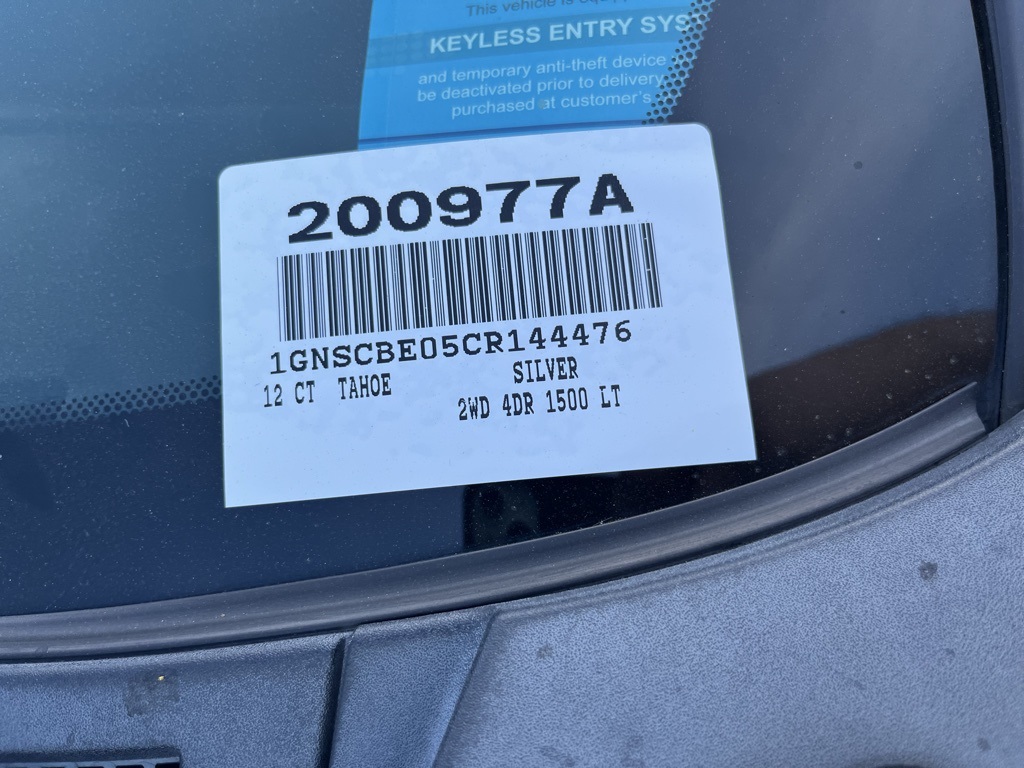 This vehicle is
KEYLESS ENTRY SYS
and temporary anti-theft device
be deactivated prior to delivery
purchased at customer's
200977A
1GNSCBE05CR144476
12 CT TAHOE SILVER
2WD 4DR 1500 LT